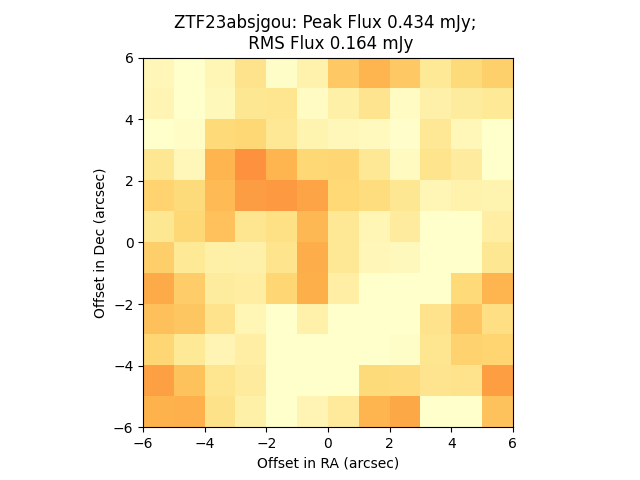 ZTF23absjgou: Peak Flux 0.434 mJy;
RMS Flux 0.164 mJy
6
4
2
0
−2
−4
−6
Offset in Dec (arcsec)
−6 −4 −2 0 2 4 6
Offset in RA (arcsec)